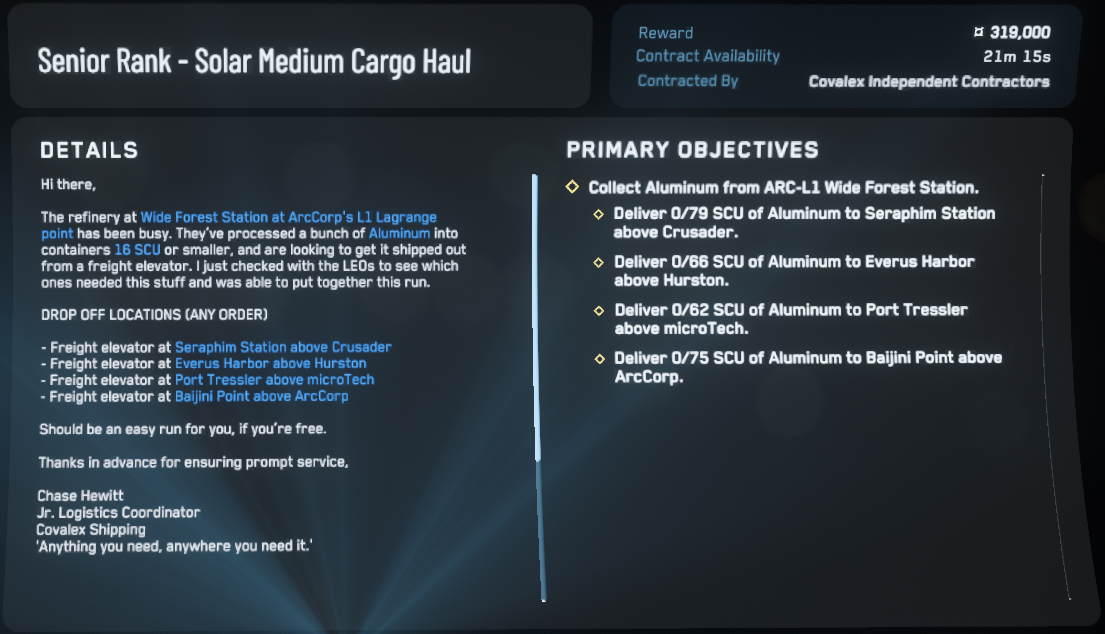 Senior Rank - Solar Medium Cargo Haul
Reward ¤ 319,000
Contract Availability 21m 15s
Contracted By Covalex Independent Contractors
DETAILS
Hi there,
The refinery at Wide Forest Station at ArcCorp's L1 Lagrange
point has been busy. They've processed a bunch of Aluminum into
containers 16 SCU or smaller, and are looking to get it shipped out
from a freight elevator. I just checked with the LEOs to see which
ones needed this stuff and was able to put together this run.
DROP OFF LOCATIONS (ANY ORDER)
- Freight elevator at Seraphim Station above Crusader
- Freight elevator at Everus Harbor above Hurston
- Freight elevator at Port Tressler above microTech
- Freight elevator at Baijini Point above ArcCorp
Should be an easy run for you, if you're free.
Thanks in advance for ensuring prompt service,
Chase Hewitt
Jr. Logistics Coordinator
Covalex Shipping
'Anything you need, anywhere you need it.'
PRIMARY OBJECTIVES
Collect Aluminum from ARC-L1 Wide Forest Station.
Deliver 0/79 SCU of Aluminum to Seraphim Station
above Crusader.
Deliver 0/66 SCU of Aluminum to Everus Harbor
above Hurston.
Deliver 0/62 SCU of Aluminum to Port Tressler
above microTech.
Deliver 0/75 SCU of Aluminum to Baijini Point above
ArcCorp.